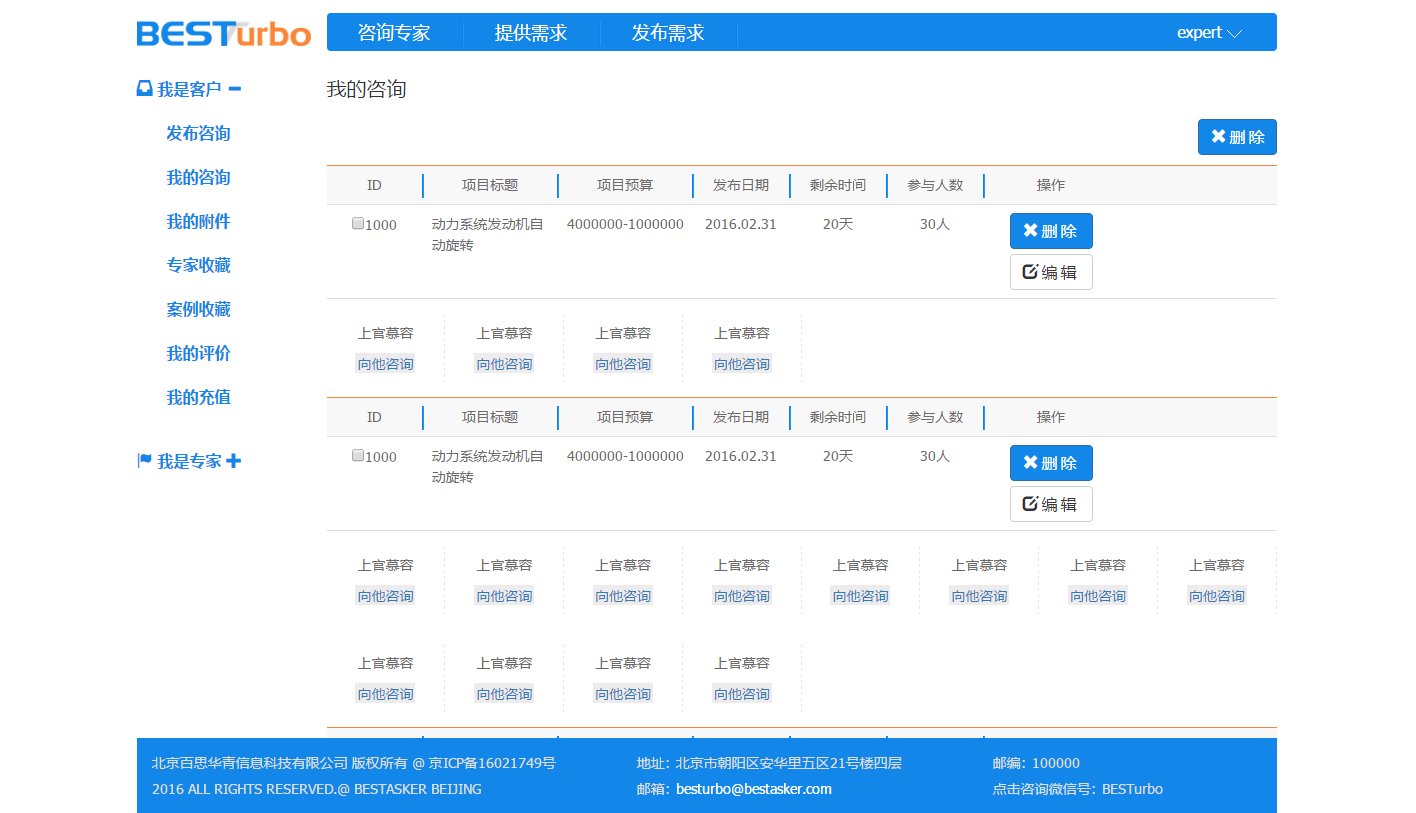 BESTurbo 咨询专家 提供需求 发布需求 expert
我是客户
发布咨询
我的咨询
我的附件
专家收藏
案例收藏
我的评价
我的充值
我是专家
我的咨询
删除
ID 项目标题 项目预算 发布日期 剩余时间 参与人数 操作
1000 动力系统发动机自 4000000-1000000 2016.02.31 20天 30人 删除
动旋转
编辑
上官慕容 上官慕容 上官慕容 上官慕容
向他咨询 向他咨询 向他咨询 向他咨询
ID 项目标题 项目预算 发布日期 剩余时间 参与人数 操作
1000 动力系统发动机自 4000000-1000000 2016.02.31 20天 30人 删除
动旋转
编辑
上官慕容 上官慕容 上官慕容 上官慕容 上官慕容 上官慕容 上官慕容 上官慕容
向他咨询 向他咨询 向他咨询 向他咨询 向他咨询 向他咨询 向他咨询 向他咨询
上官慕容 上官慕容 上官慕容 上官慕容
向他咨询 向他咨询 向他咨询 向他咨询
北京百思华青信息科技有限公司 版权所有 @ 京ICP备16021749号 地址：北京市朝阳区安华里五区21号楼四层 邮编：100000
2016 ALL RIGHTS RESERVED.@ BESTASKER BEIJING 邮箱：besturbo@bestasker.com 点击咨询微信号：BESTurbo